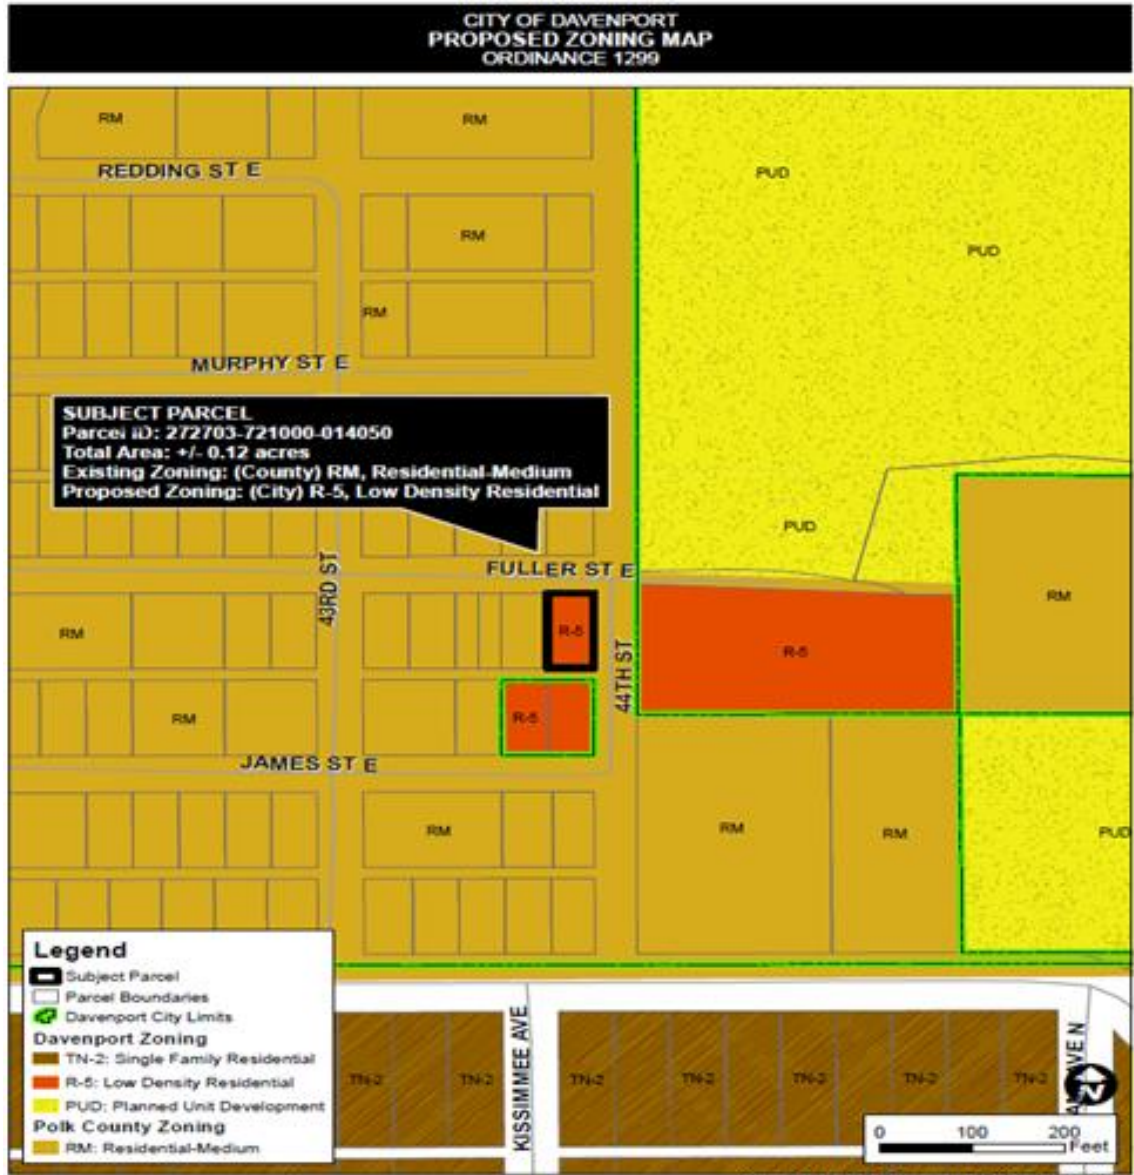 CITY OF DAVENPORT
PROPOSED ZONING MAP
ORDINANCE 1299
RM
RM
REDDING ST E
PUD
RM
PUD
RM
MURPHY ST E
SUBJECT PARCEL
Parcel ID: 272703-721000-014050
Total Area: +/- 0.12 acres
Existing Zoning: (County) RM, Residential-Medium
Proposed Zoning: (City) R-5, Low Density Residential
PUD
FULLER ST E
43RD ST
RM
RM
R-5
R-5
44TH ST
RM
R-5
JAMES ST E
RM
RM
RM
PUD
Legend
Subject Parcel
Parcel Boundaries
Davenport City Limits
Davenport Zoning
TN-2: Single Family Residential
R-5: Low Density Residential
PUD: Planned Unit Development
Polk County Zoning
RM: Residential-Medium
TN-2
TN-2
KISSIMMEE AVE
TN-2
TN-2
TN-2
TN-2
TN-2
N
0 100 200
Feet